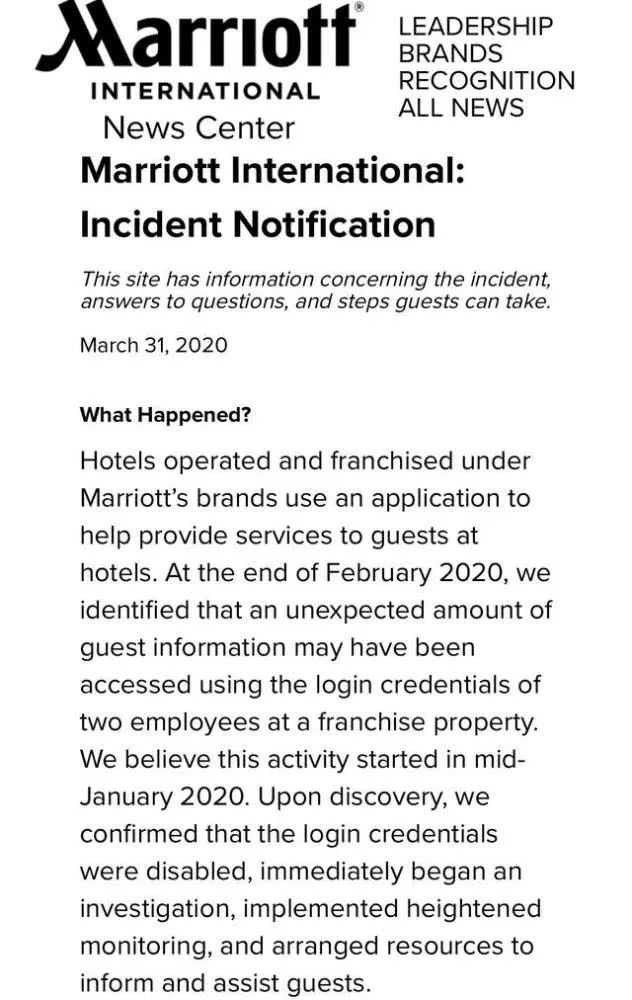 Marriott®
INTERNATIONAL
News Center
LEADERSHIP
BRANDS
RECOGNITION
ALL NEWS
Marriott International:
Incident Notification
This site has information concerning the incident,
answers to questions, and steps guests can take.
March 31, 2020
What Happened?
Hotels operated and franchised under
Marriott’s brands use an application to
help provide services to guests at
hotels. At the end of February 2020, we
identified that an unexpected amount of
guest information may have been
accessed using the login credentials of
two employees at a franchise property.
We believe this activity started in mid-
January 2020. Upon discovery, we
confirmed that the login credentials
were disabled, immediately began an
investigation, implemented heightened
monitoring, and arranged resources to
inform and assist guests.